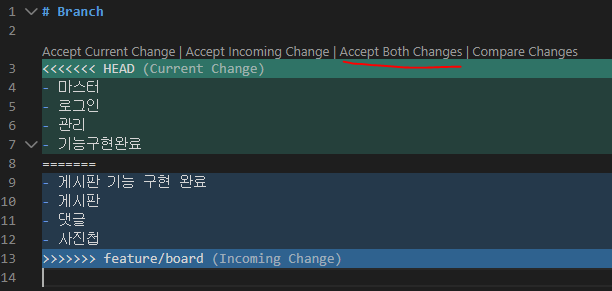 1 # Branch
2
Accept Current Change | Accept Incoming Change | Accept Both Changes | Compare Changes
3 <<<<<<< HEAD (Current Change)
4 - 마스터
5 - 로그인
6 - 관리
7 - 기능구현완료
8 =======
9 - 게시판 기능 구현 완료
10 - 게시판
11 - 댓글
12 - 사진첩
13 >>>>>>> feature/board (Incoming Change)
14